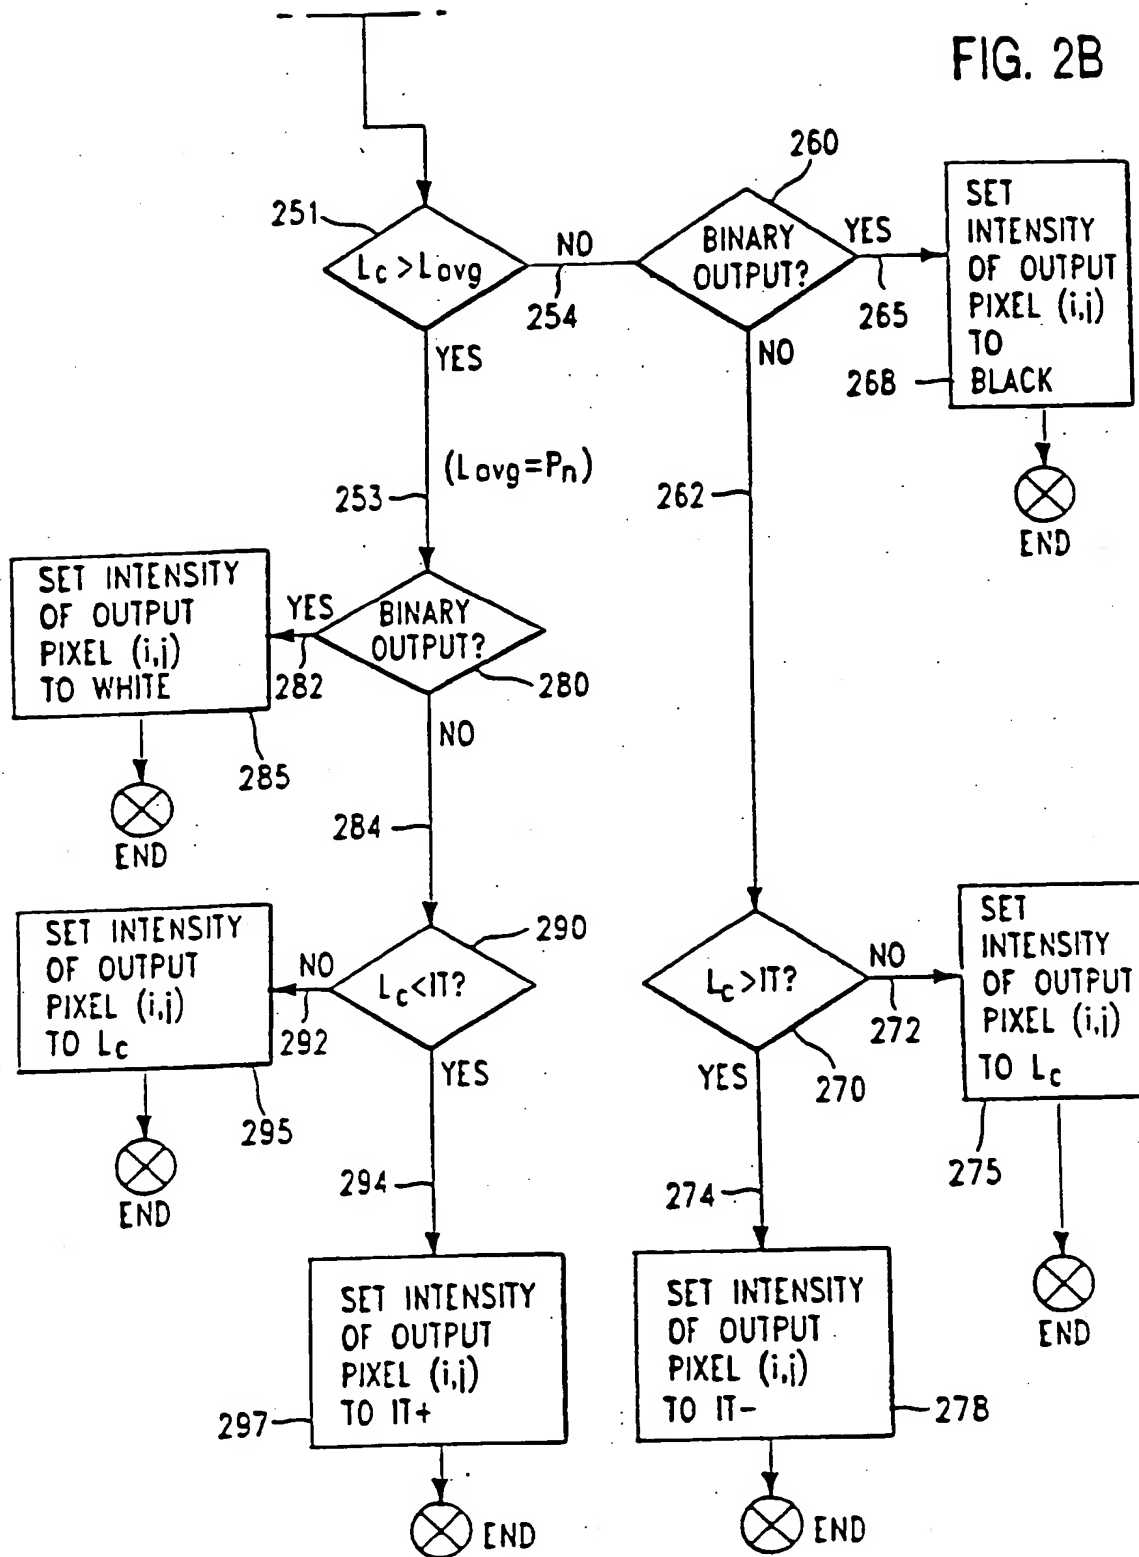 FIG. 2B
251
Lc > Lavg
NO
254
YES
260
BINARY
OUTPUT?
YES
265
NO
SET
INTENSITY
OF OUTPUT
PIXEL (i,j)
TO
BLACK
268
END
(Lavg=Pn)
253
262
SET INTENSITY
OF OUTPUT
PIXEL (i,j)
TO WHITE
YES
282
BINARY
OUTPUT?
280
NO
285
END
284
SET INTENSITY
OF OUTPUT
PIXEL (i,j)
TO Lc
NO
292
Lc<IT?
290
YES
295
END
Lc>IT?
NO
272
270
YES
SET
INTENSITY
OF OUTPUT
PIXEL (i,j)
TO Lc
275
END
294
274
SET INTENSITY
OF OUTPUT
PIXEL (i,j)
TO IT+
297
END
SET INTENSITY
OF OUTPUT
PIXEL (i,j)
TO IT-
278
END